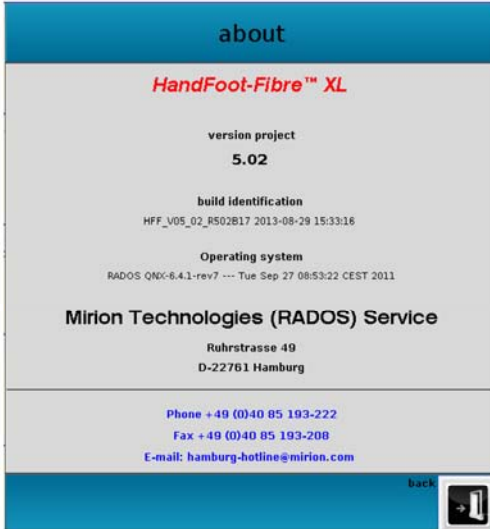 about
HandFoot-Fibre™ XL
version project
5.02
build identification
HFF_V05_02_R502B17 2013-08-29 15:33:16
Operating system
RADOS QNX-6.4.1-rev7 --- Tue Sep 27 08:53:22 CEST 2011
Mirion Technologies (RADOS) Service
Ruhrstrasse 49
D-22761 Hamburg
Phone +49 (0)40 85 193-222
Fax +49 (0)40 85 193-208
E-mail: hamburg-hotline@mirion.com
back